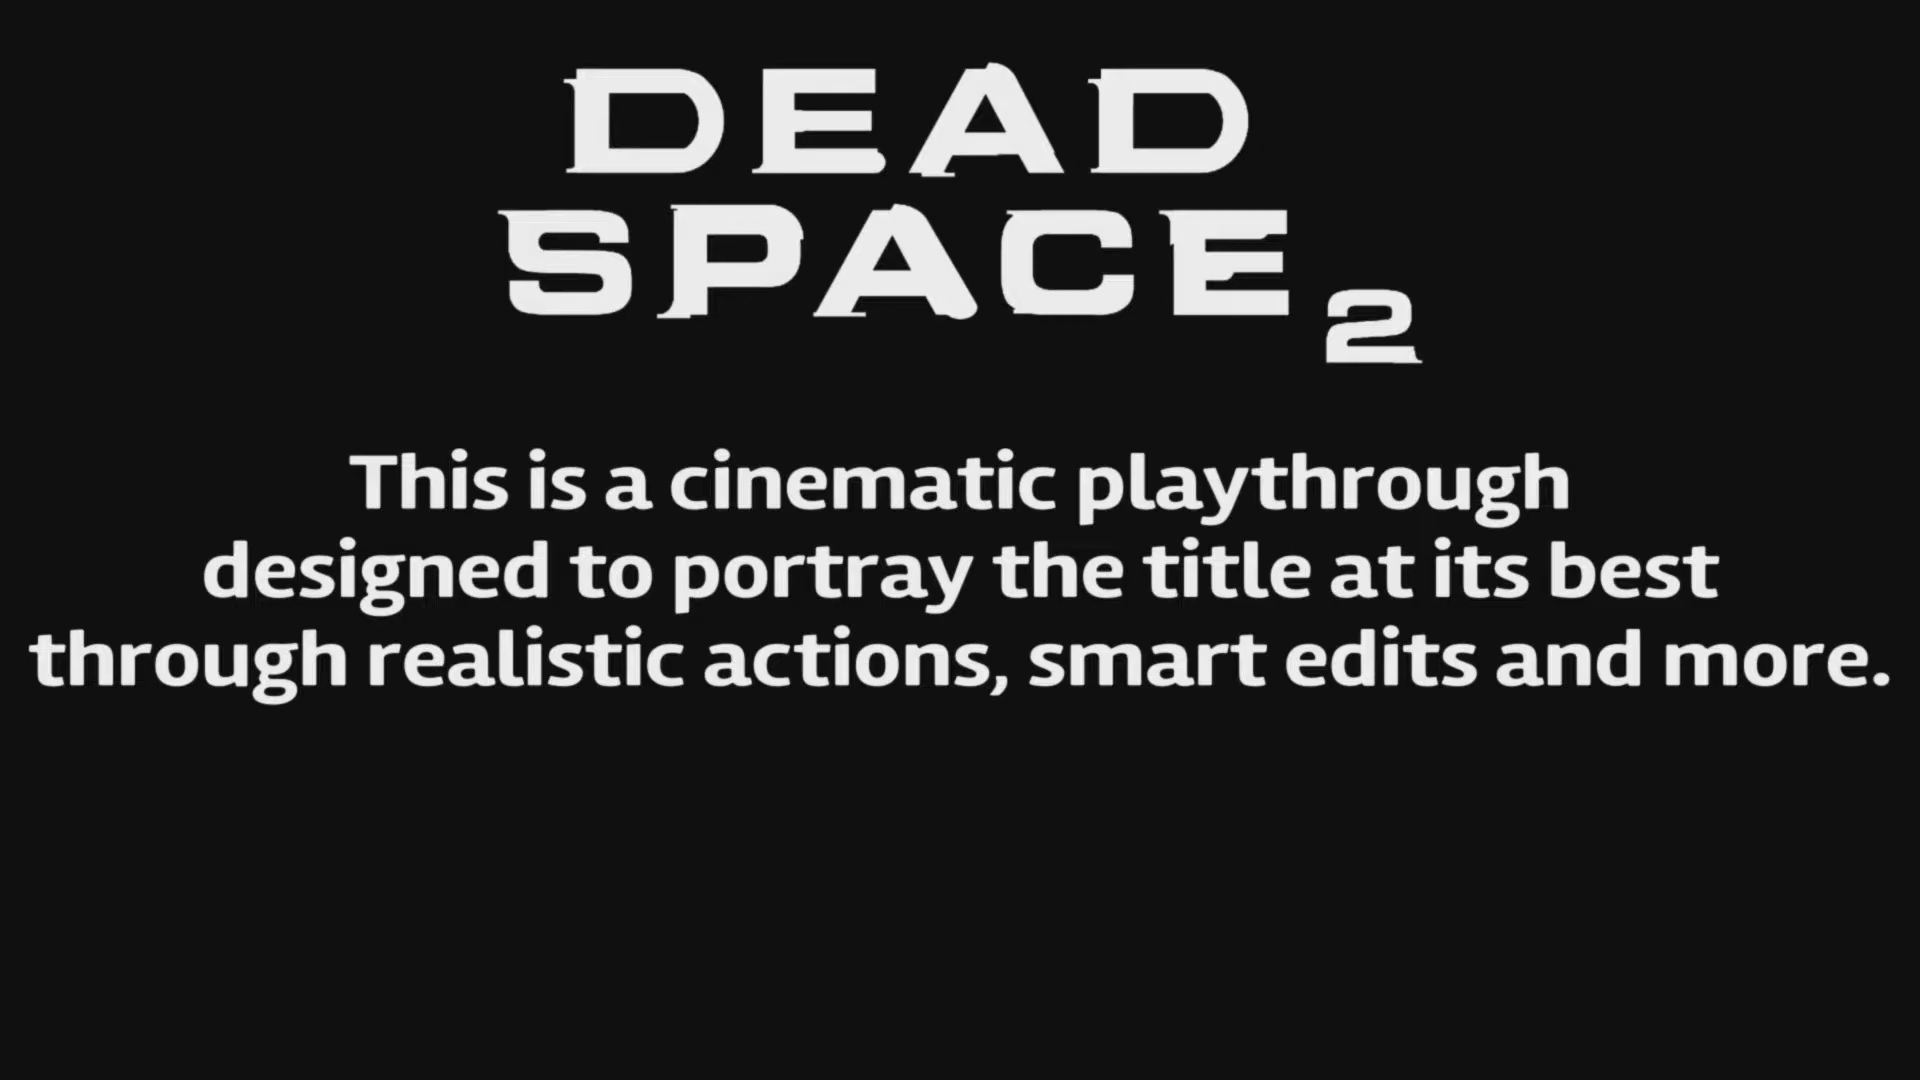 DEAD
SPACE 2
This is a cinematic playthrough
designed to portray the title at its best
through realistic actions, smart edits and more.